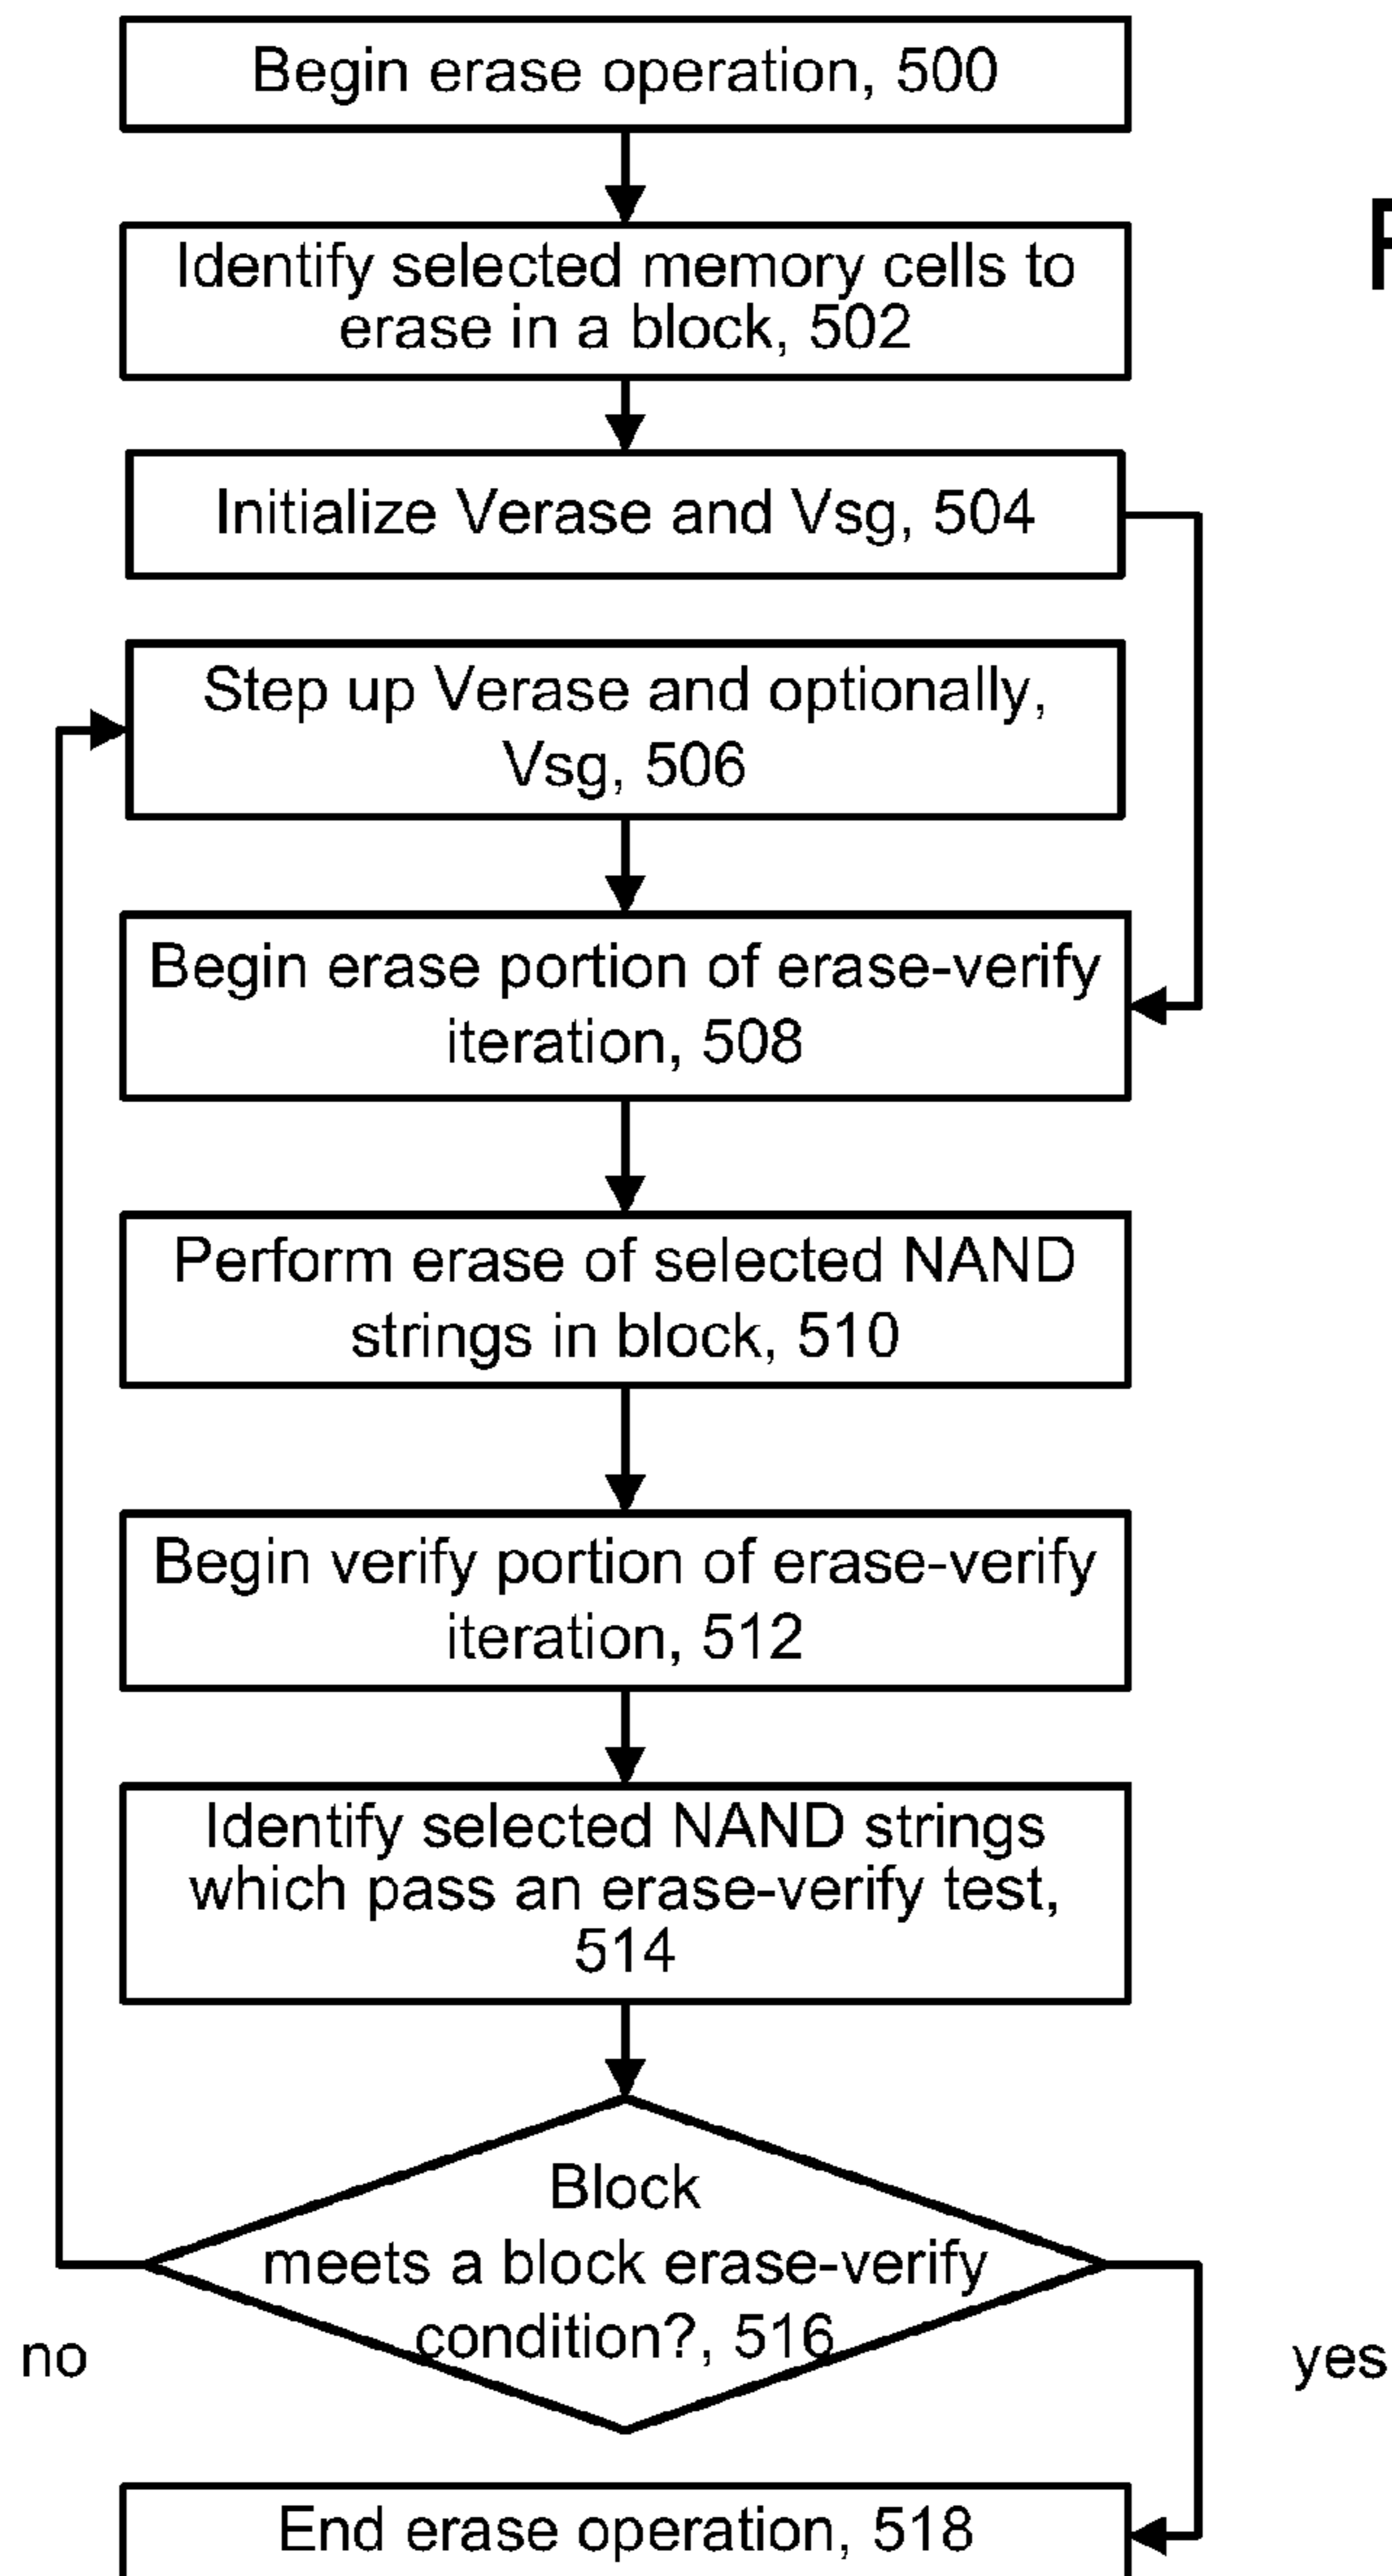 Begin erase operation, 500
Identify selected memory cells to
erase in a block, 502
Initialize Verase and Vsg, 504
Step up Verase and optionally,
Vsg, 506
Begin erase portion of erase-verify
iteration, 508
Perform erase of selected NAND
strings in block, 510
Begin verify portion of erase-verify
iteration, 512
Identify selected NAND strings
which pass an erase-verify test,
514
Block
meets a block erase-verify
condition?, 516
no
yes
End erase operation, 518